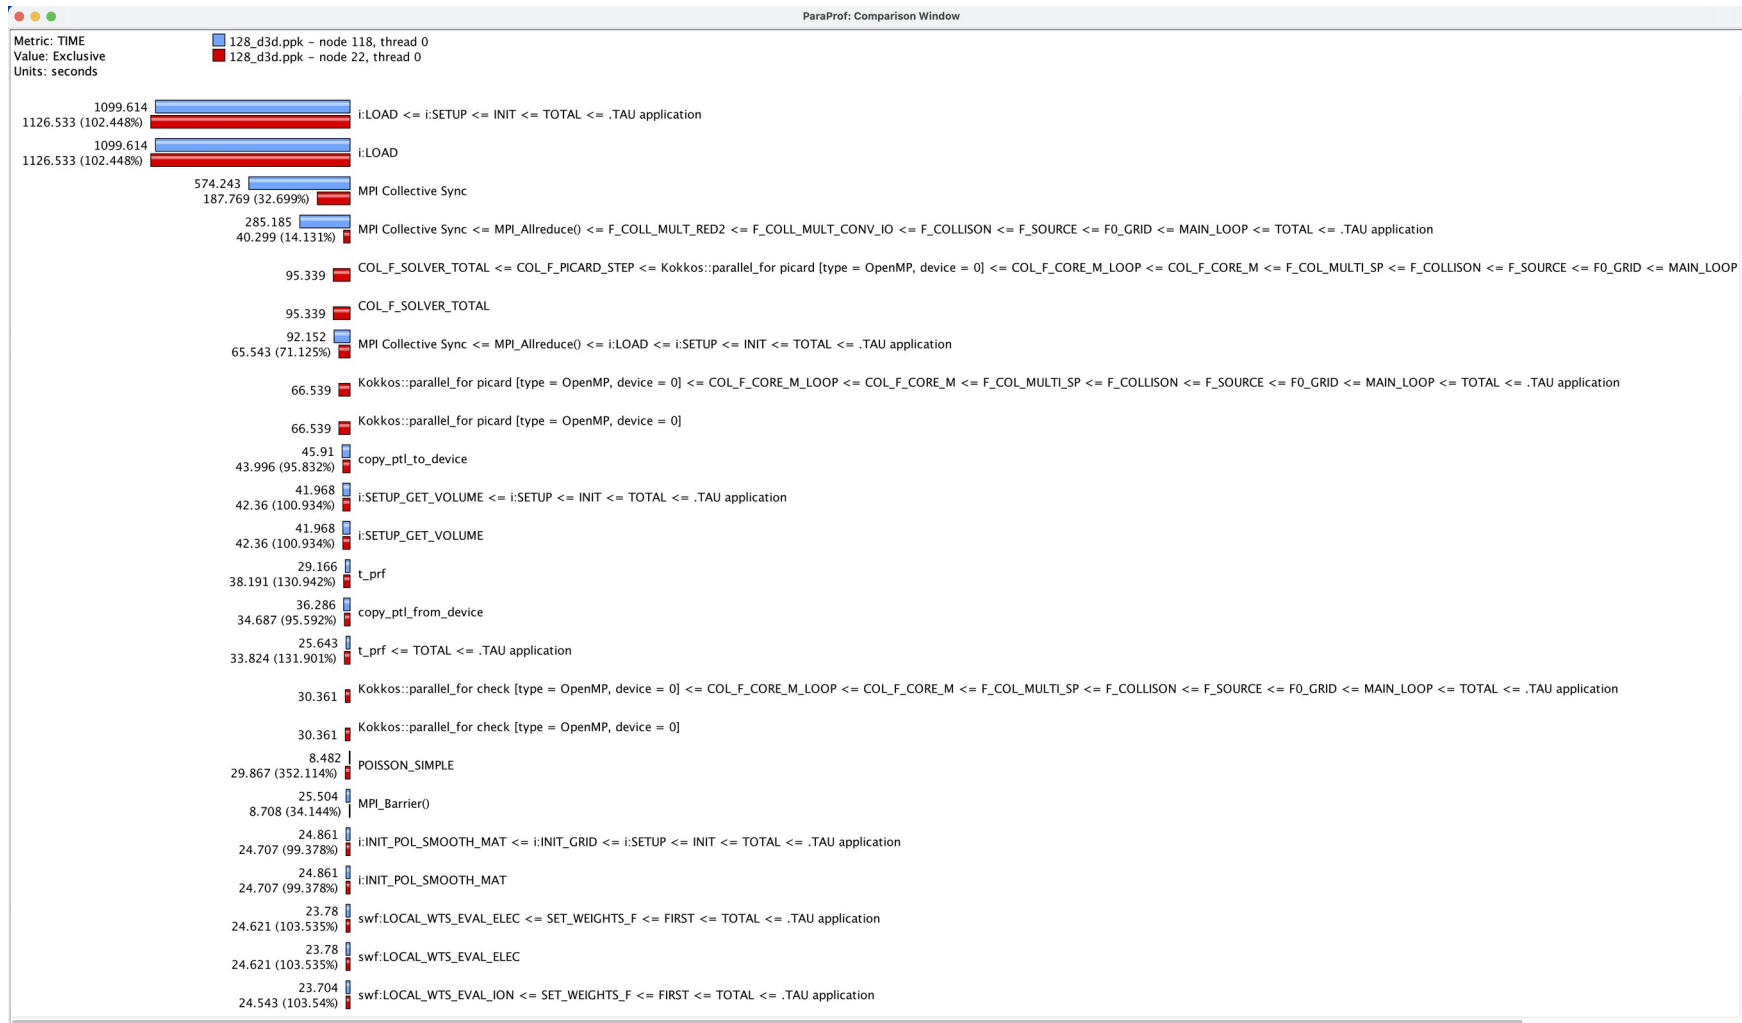 ParaProf: Comparison Window
Metric: TIME
Value: Exclusive
Units: seconds
128_d3d.ppk – node 118, thread 0
128_d3d.ppk – node 22, thread 0
1099.614
1126.533 (102.448%)
i:LOAD <= i:SETUP <= INIT <= TOTAL <= .TAU application
1099.614
1126.533 (102.448%)
i:LOAD
574.243
187.769 (32.699%)
MPI Collective Sync
285.185
40.299 (14.131%)
MPI Collective Sync <= MPI_Allreduce() <= F_COLL_MULT_RED2 <= F_COLL_MULT_CONV_IO <= F_COLLISON <= F_SOURCE <= F0_GRID <= MAIN_LOOP <= TOTAL <= .TAU application
95.339
COL_F_SOLVER_TOTAL <= COL_F_PICARD_STEP <= Kokkos::parallel_for picard [type = OpenMP, device = 0] <= COL_F_CORE_M_LOOP <= COL_F_CORE_M <= F_COL_MULTI_SP <= F_COLLISON <= F_SOURCE <= F0_GRID <= MAIN_LOOP
95.339
COL_F_SOLVER_TOTAL
92.152
65.543 (71.125%)
MPI Collective Sync <= MPI_Allreduce() <= i:LOAD <= i:SETUP <= INIT <= TOTAL <= .TAU application
66.539
Kokkos::parallel_for picard [type = OpenMP, device = 0] <= COL_F_CORE_M_LOOP <= COL_F_CORE_M <= F_COL_MULTI_SP <= F_COLLISON <= F_SOURCE <= F0_GRID <= MAIN_LOOP <= TOTAL <= .TAU application
66.539
Kokkos::parallel_for picard [type = OpenMP, device = 0]
45.91
43.996 (95.832%)
copy_ptl_to_device
41.968
42.36 (100.934%)
i:SETUP_GET_VOLUME <= i:SETUP <= INIT <= TOTAL <= .TAU application
41.968
42.36 (100.934%)
i:SETUP_GET_VOLUME
29.166
38.191 (130.942%)
t_prf
36.286
34.687 (95.592%)
copy_ptl_from_device
25.643
33.824 (131.901%)
t_prf <= TOTAL <= .TAU application
30.361
Kokkos::parallel_for check [type = OpenMP, device = 0] <= COL_F_CORE_M_LOOP <= COL_F_CORE_M <= F_COL_MULTI_SP <= F_COLLISON <= F_SOURCE <= F0_GRID <= MAIN_LOOP <= TOTAL <= .TAU application
30.361
Kokkos::parallel_for check [type = OpenMP, device = 0]
8.482
29.867 (352.114%)
POISSON_SIMPLE
25.504
8.708 (34.144%)
MPI_Barrier()
24.861
24.707 (99.378%)
i:INIT_POL_SMOOTH_MAT <= i:INIT_GRID <= i:SETUP <= INIT <= TOTAL <= .TAU application
24.861
24.707 (99.378%)
i:INIT_POL_SMOOTH_MAT
23.78
24.621 (103.535%)
swf:LOCAL_WTS_EVAL_ELEC <= SET_WEIGHTS_F <= FIRST <= TOTAL <= .TAU application
23.78
24.621 (103.535%)
swf:LOCAL_WTS_EVAL_ELEC
23.704
24.543 (103.54%)
swf:LOCAL_WTS_EVAL_ION <= SET_WEIGHTS_F <= FIRST <= TOTAL <= .TAU application